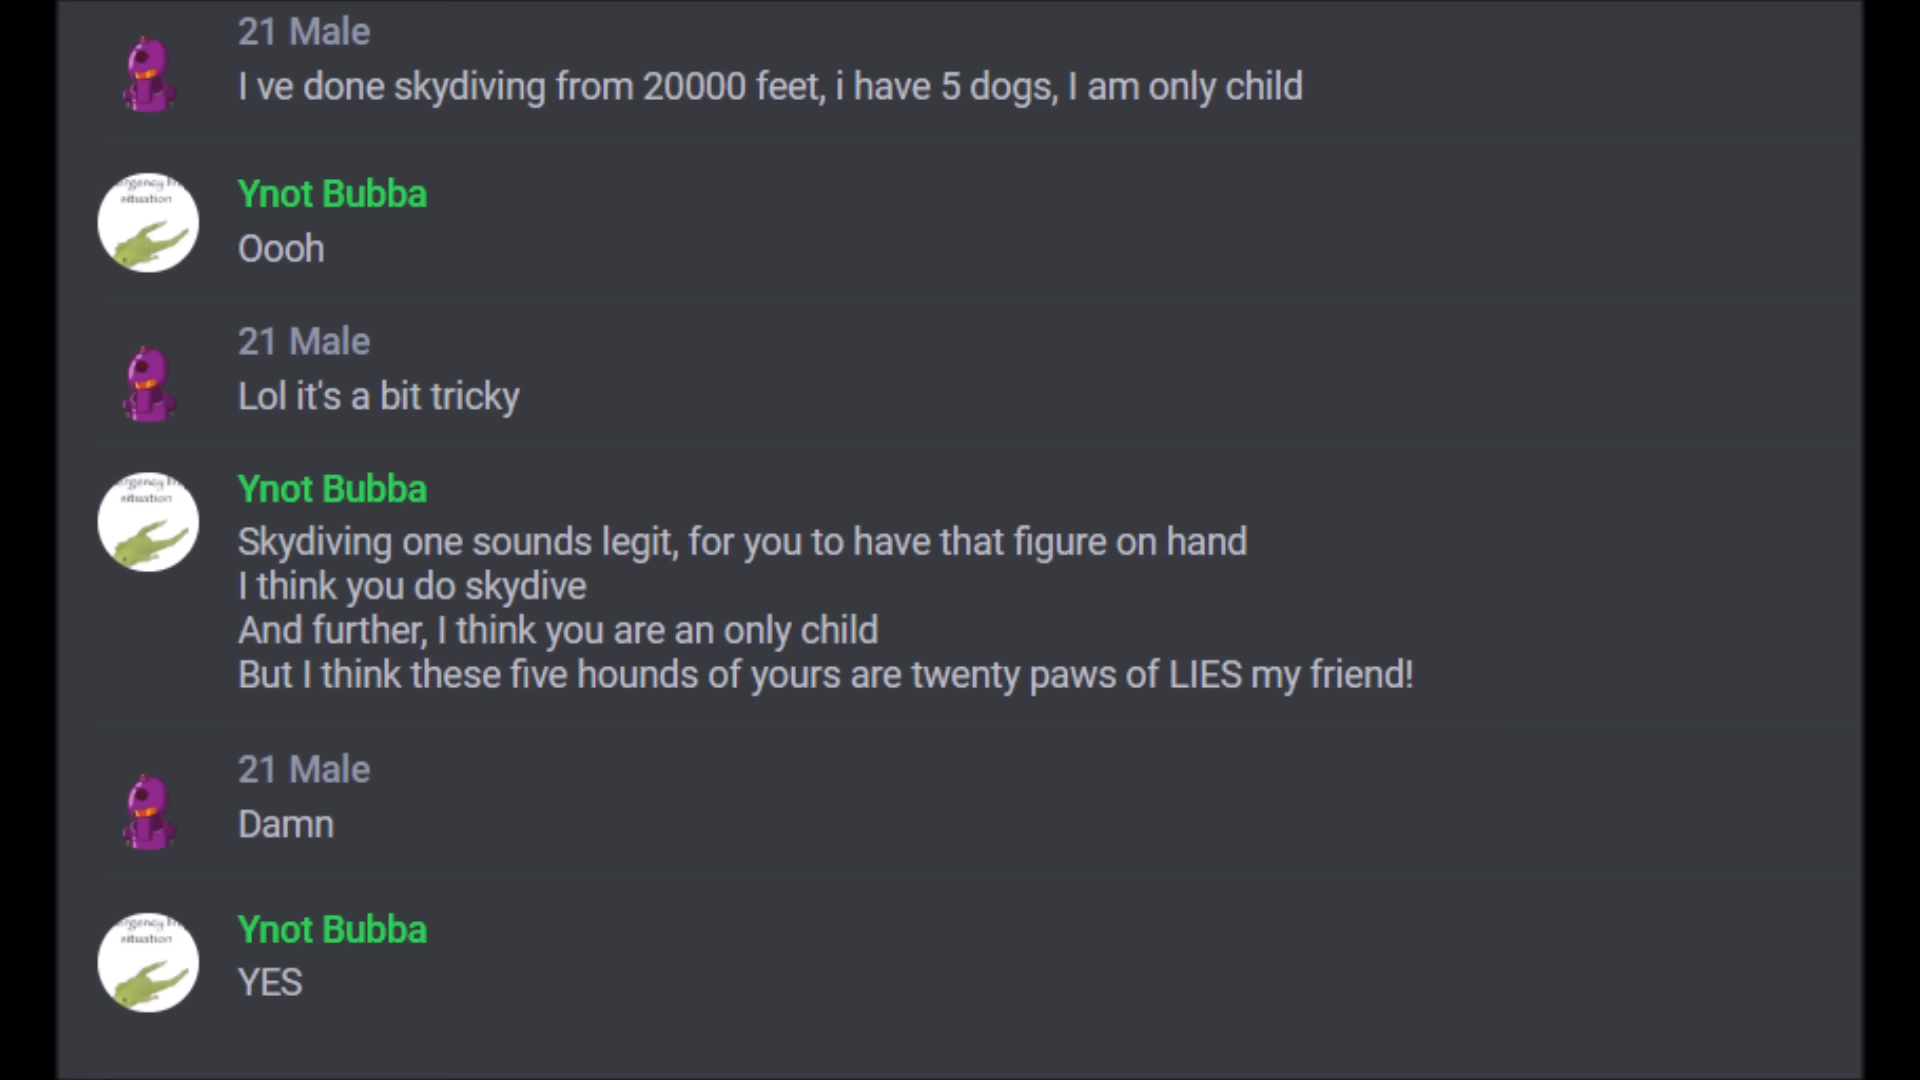 21 Male
I ve done skydiving from 20000 feet, i have 5 dogs, I am only child
situation
Ynot Bubba
Oooh
21 Male
Lol it's a bit tricky
situation
Ynot Bubba
Skydiving one sounds legit, for you to have that figure on hand
I think you do skydive
And further, I think you are an only child
But I think these five hounds of yours are twenty paws of LIES my friend!
21 Male
Damn
situation
Ynot Bubba
YES